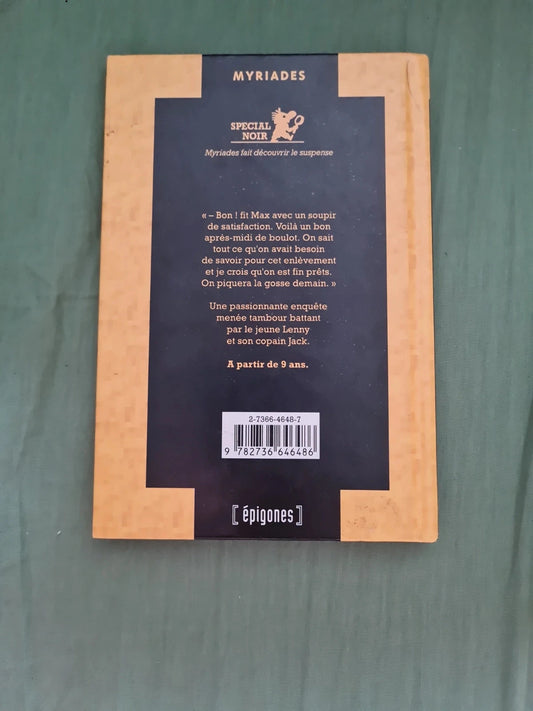 MYRIADES
SPECIAL
NOIR
Myriades fait découvrir le suspense
« – Bon ! fit Max avec un soupir
de satisfaction. Voilà un bon
après-midi de boulot. On sait
tout ce qu'on avait besoin
de savoir pour cet enlèvement
et je crois qu'on est fin prêts.
On piquera la gosse demain. »
Une passionnante enquête
menée tambour battant
par le jeune Lenny
et son copain Jack.
A partir de 9 ans.
2-7366-4648-7
9 782736 646486
[ épigones ]